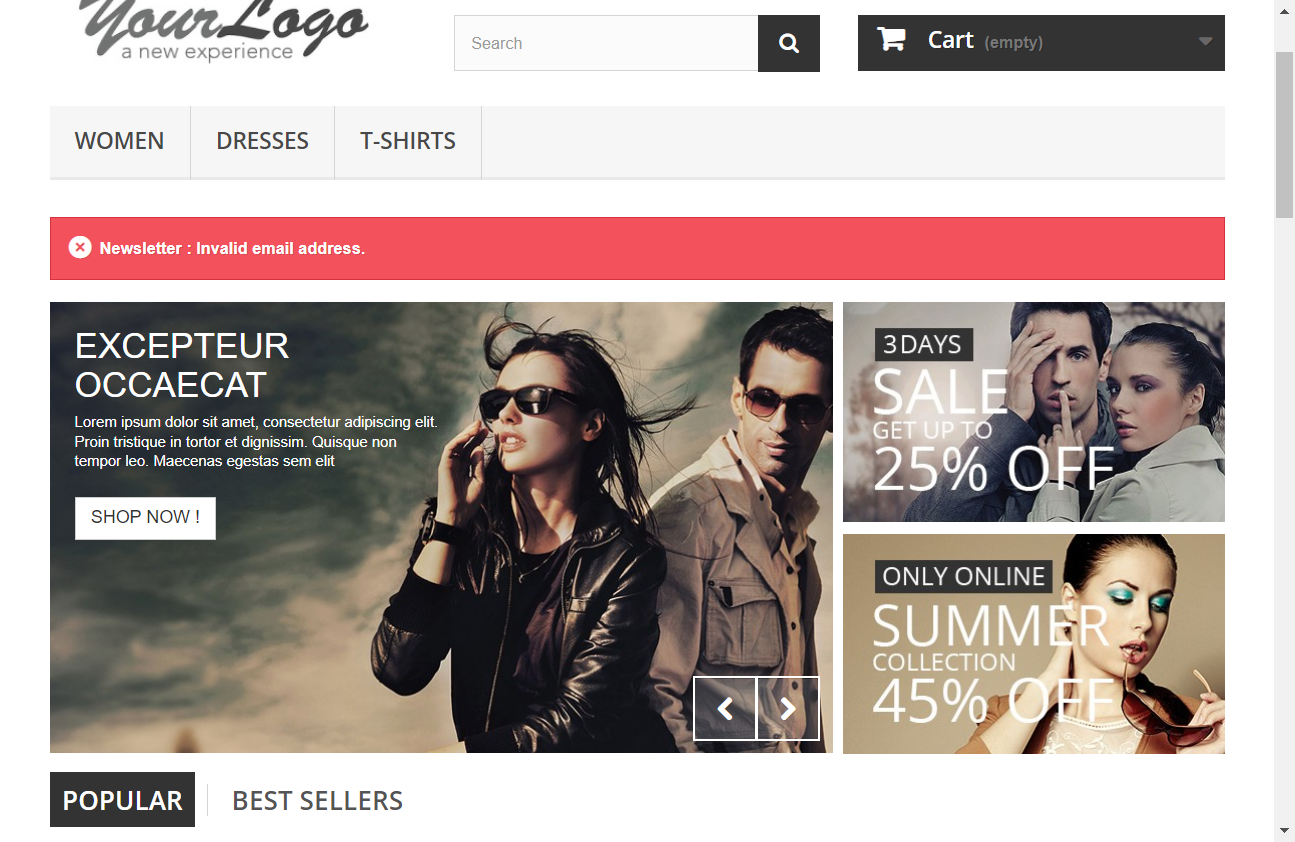 YourLogo
a new experience
Search
Cart (empty)
WOMEN
DRESSES
T-SHIRTS
Newsletter : Invalid email address.
EXCEPTEUR
OCCAECAT
Lorem ipsum dolor sit amet, consectetur adipiscing elit.
Proin tristique in tortor et dignissim. Quisque non
tempor leo. Maecenas egestas sem elit
SHOP NOW !
3 DAYS
SALE
GET UP TO
25% OFF
ONLY ONLINE
SUMMER
COLLECTION
45% OFF
POPULAR
BEST SELLERS